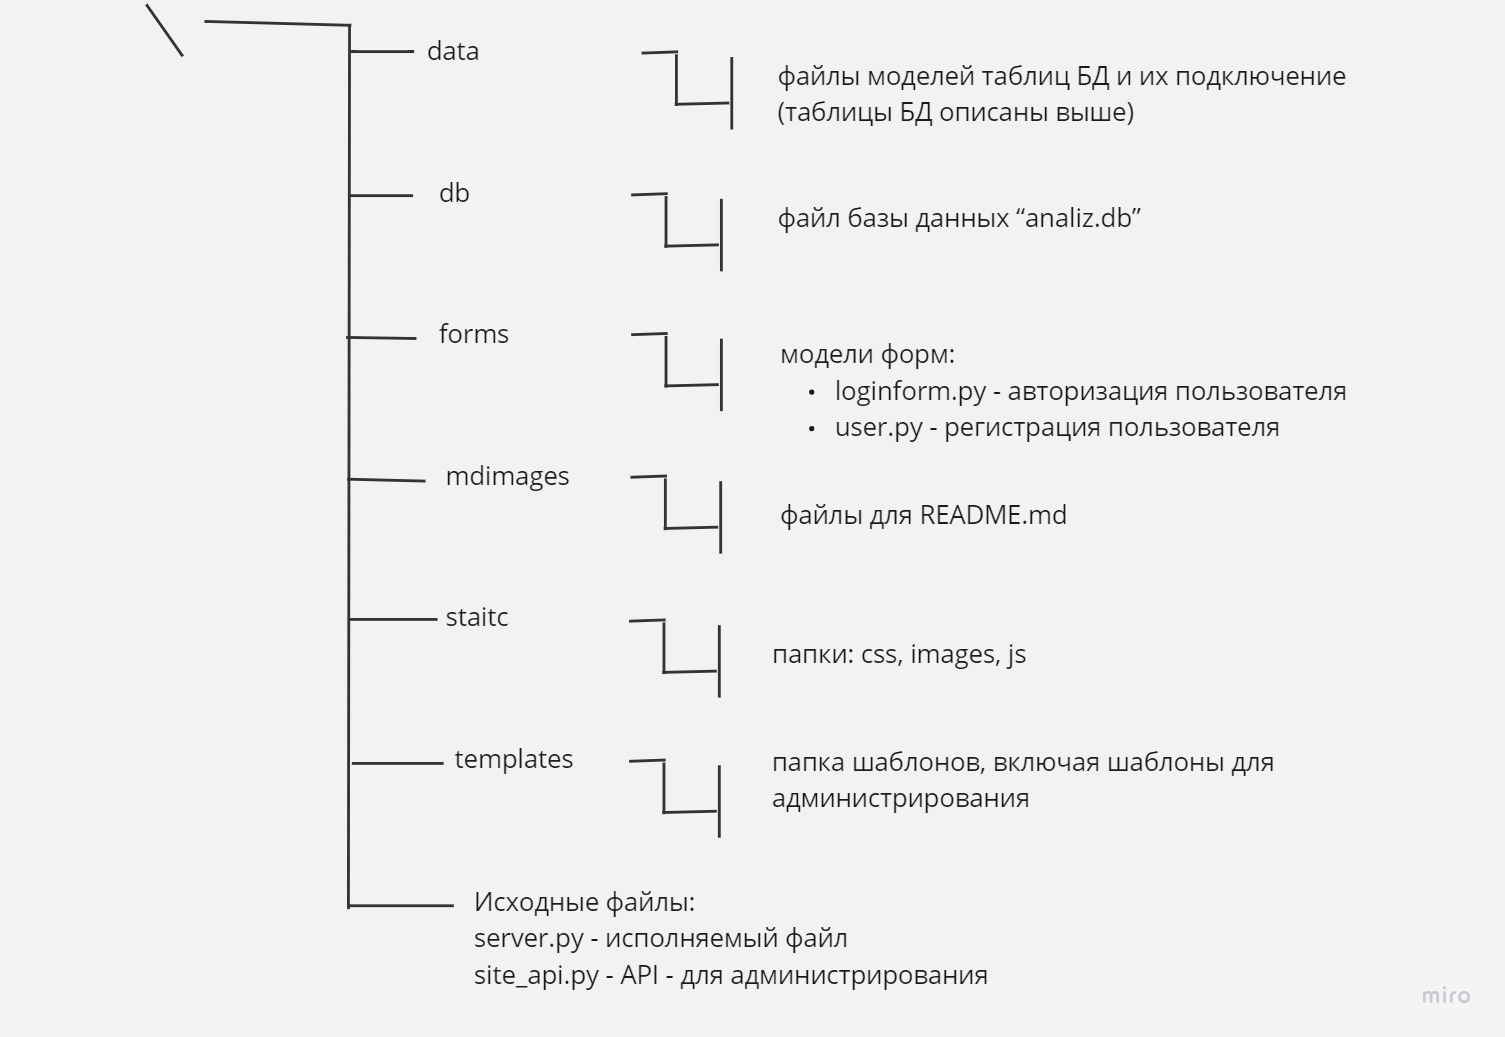 data
файлы моделей таблиц БД и их подключение
(таблицы БД описаны выше)
db
файл базы данных “analiz.db”
forms
модели форм:
• loginform.py - авторизация пользователя
• user.py - регистрация пользователя
mdimages
файлы для README.md
staitc
папки: css, images, js
templates
папка шаблонов, включая шаблоны для
администрирования
Исходные файлы:
server.py - исполняемый файл
site_api.py - API - для администрирования
miro